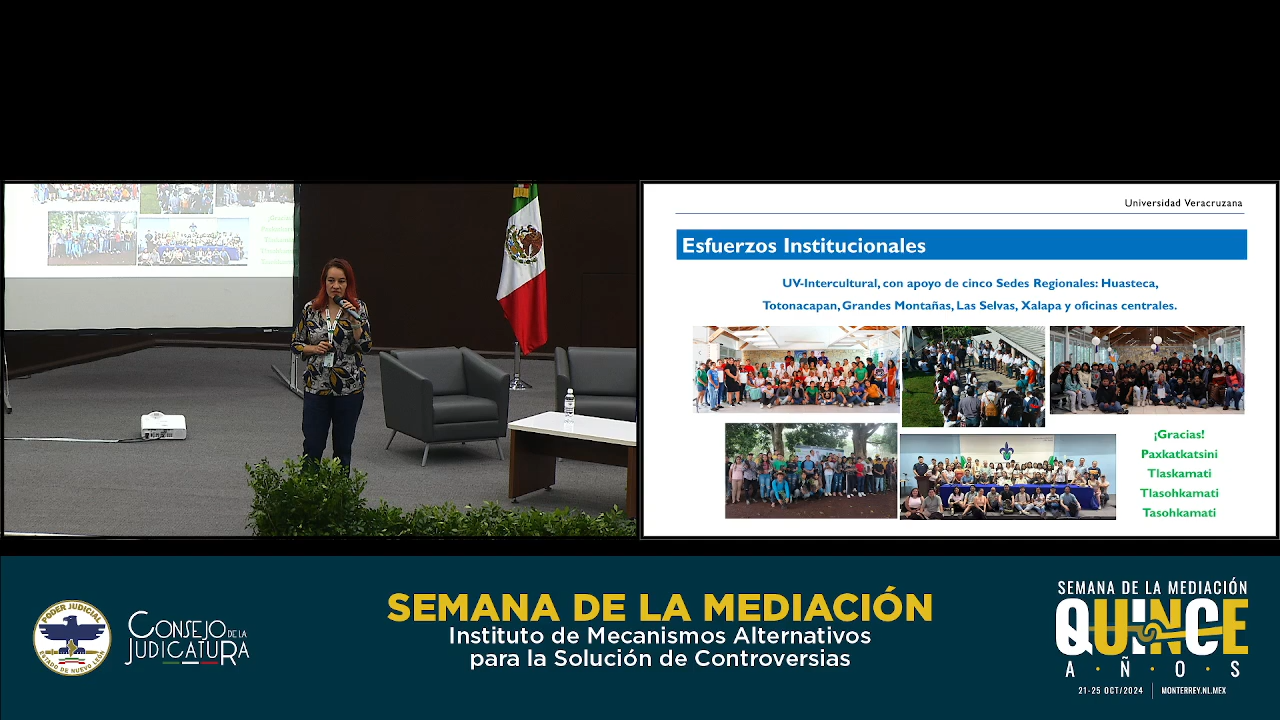 Universidad Veracruzana
Esfuerzos Institucionales
UV-Intercultural, con apoyo de cinco Sedes Regionales: Huasteca,
Totonacapan, Grandes Montañas, Las Selvas, Xalapa y oficinas centrales.
¡Gracias!
Paxkatkatsini
Tlaskamati
Tlasohkamati
Tasohkamati
PODER JUDICIAL
ESTADO DE NUEVO LEÓN
CONSEJO DE LA
JUDICATURA
SEMANA DE LA MEDIACIÓN
Instituto de Mecanismos Alternativos
para la Solución de Controversias
SEMANA DE LA MEDIACIÓN
QUINCE
AÑOS
21-25 OCT/2024 MONTERREY.NL.MEX